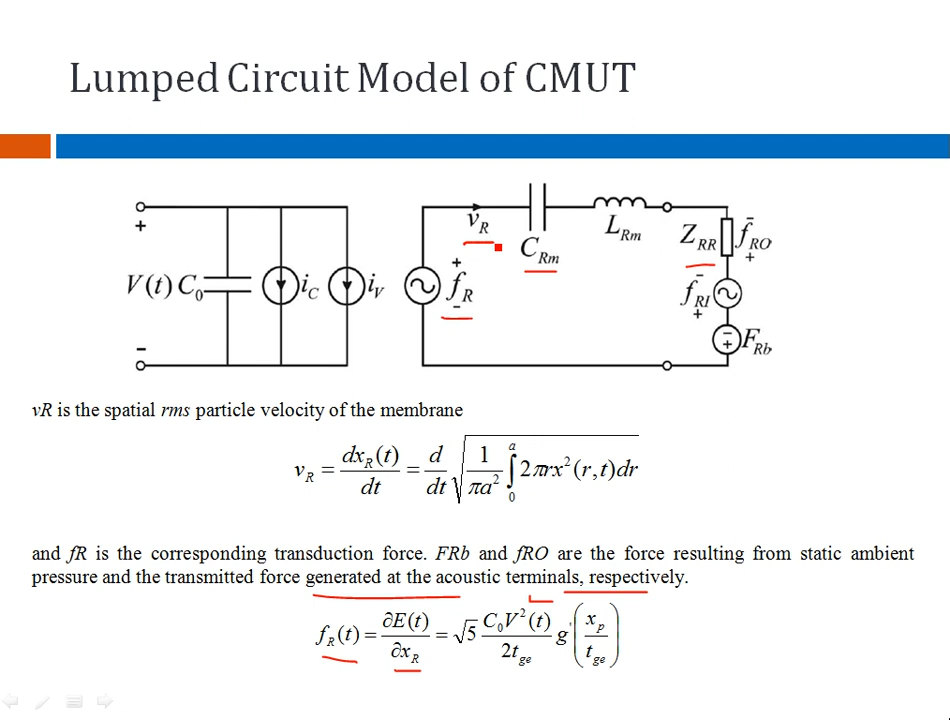 Lumped Circuit Model of CMUT
+
V(t) C₀
i_C
i_V
−
v_R
+
f_R
−
C_Rm
L_Rm
Z_RR
− f_RO +
− f_RI +
− + F_Rb
vR is the spatial rms particle velocity of the membrane
v_R = dx_R(t)/dt = d/dt √(1/πa² ∫₀ᵃ 2πrx²(r,t)dr)
and fR is the corresponding transduction force. FRb and fRO are the force resulting from static ambient
pressure and the transmitted force generated at the acoustic terminals, respectively.
f_R(t) = ∂E(t)/∂x_R = √5 C₀V²(t)/2t_ge g′(x_p/t_ge)